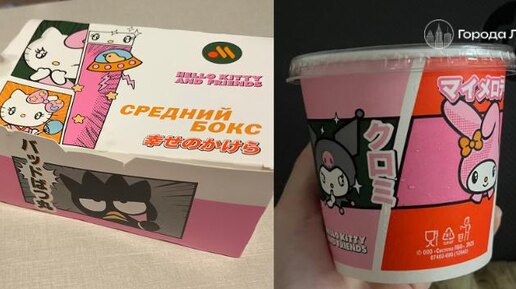 HELLO KITTY
AND FRIENDS
СРЕДНИЙ
БОКС
幸せのかけら
バッドばつ丸
Города Л
マイメロデ
クロミ
HELLO KITTY
AND FRIENDS